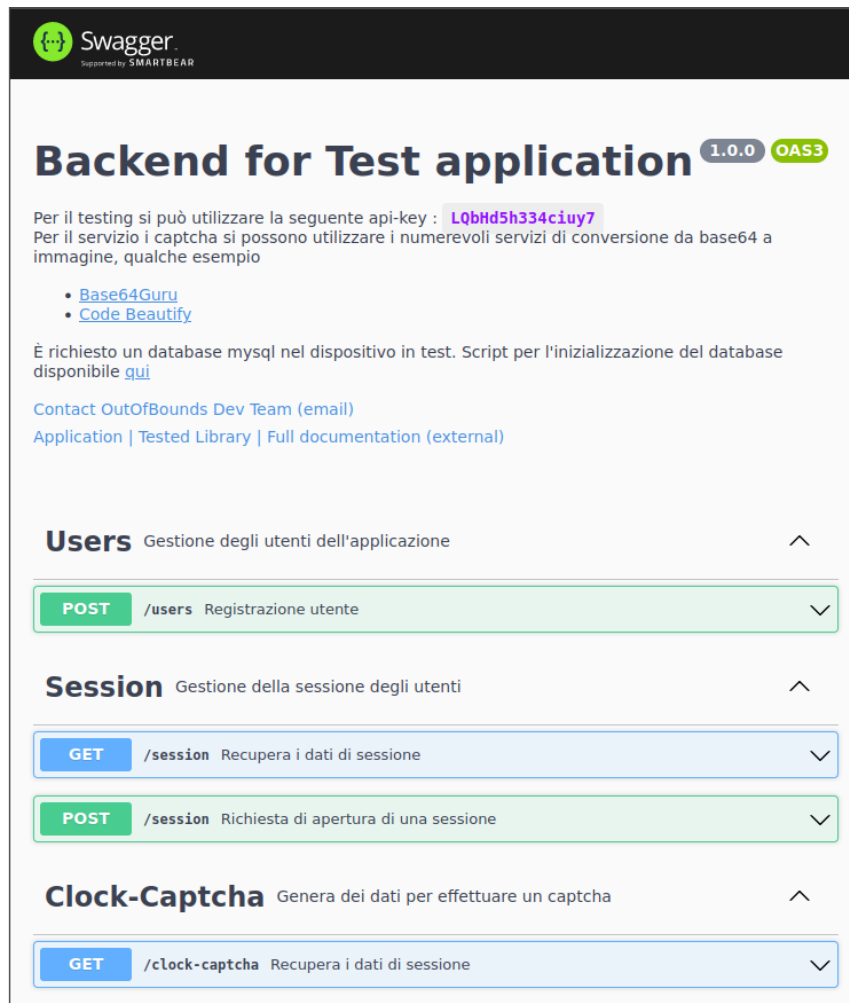 Swagger
Supported by SMARTBEAR
Backend for Test application 1.0.0 OAS3
Per il testing si può utilizzare la seguente api-key : LQbHd5h334ciuy7
Per il servizio i captcha si possono utilizzare i numerevoli servizi di conversione da base64 a
immagine, qualche esempio
• Base64Guru
• Code Beautify
È richiesto un database mysql nel dispositivo in test. Script per l'inizializzazione del database
disponibile qui
Contact OutOfBounds Dev Team (email)
Application | Tested Library | Full documentation (external)
Users Gestione degli utenti dell'applicazione
POST /users Registrazione utente
Session Gestione della sessione degli utenti
GET /session Recupera i dati di sessione
POST /session Richiesta di apertura di una sessione
Clock-Captcha Genera dei dati per effettuare un captcha
GET /clock-captcha Recupera i dati di sessione